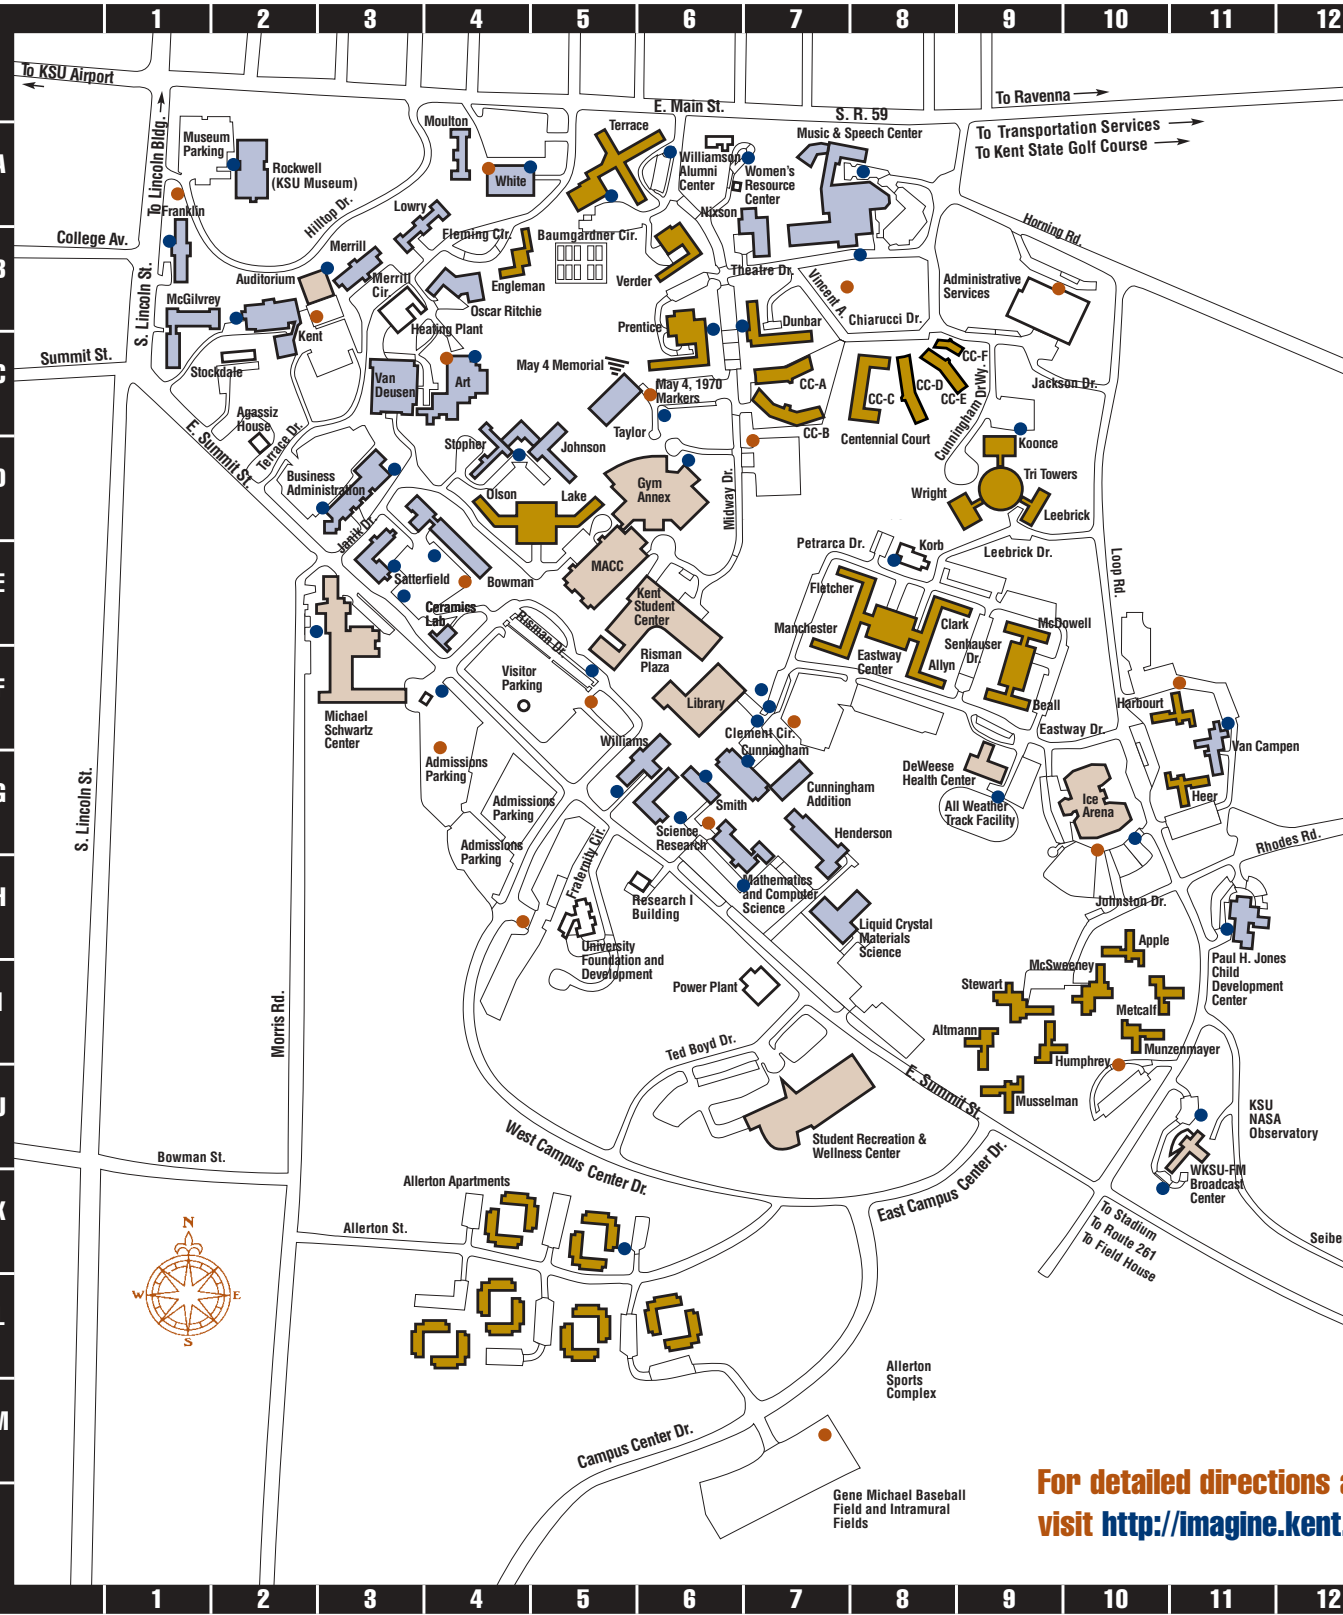 1 2 3 4 5 6 7 8 9 10 11 12
To KSU Airport
E. Main St.
S. R. 59
To Ravenna
To Transportation Services
To Kent State Golf Course
To Lincoln Bldg.
A
Museum
Parking
Rockwell
(KSU Museum)
Moulton
White
Terrace
Williamson
Alumni
Center
Women's
Resource
Center
Music & Speech Center
Nixson
Franklin
Hilltop Dr.
Lowry
Fleming Cir.
Baumgardner Cir.
Horning Rd.
College Av.
B
S. Lincoln St.
Merrill
Auditorium
Merrill
Cir.
Engleman
Verder
Theatre Dr.
Vincent A.
Chiarucci Dr.
Administrative
Services
McGilvrey
Oscar Ritchie
Heating Plant
Kent
Prentice
Dunbar
Summit St.
C
Stockdale
Van
Deusen
Art
May 4 Memorial
May 4, 1970
Markers
Taylor
CC-A
CC-B
CC-C
CC-D
CC-E
CC-F
Centennial Court
Cunningham DrWy.
Jackson Dr.
Agassiz
House
Terrace Dr.
E. Summit St.
D
Business
Administration
Stopher
Johnson
Olson
Lake
Gym
Annex
Midway Dr.
Koonce
Tri Towers
Wright
Leebrick
Janik Dr.
Petrarca Dr.
Korb
Leebrick Dr.
Loop Rd.
E
Satterfield
Bowman
MACC
Kent
Student
Center
Fletcher
Ceramics
Lab.
Risman Dr.
Manchester
Clark
Senhauser
Dr.
McDowell
Eastway
Center
Allyn
F
Visitor
Parking
Risman
Plaza
Library
Beall
Michael
Schwartz
Center
Harbourt
Eastway Dr.
Clement Cir.
Williams
Cunningham
Van Campen
G
Admissions
Parking
DeWeese
Health Center
Cunningham
Addition
All Weather
Track Facility
Ice
Arena
Heer
Smith
Admissions
Parking
S. Lincoln St.
Science
Research
Henderson
Rhodes Rd.
Admissions
Parking
Fraternity Cir.
H
Mathematics
and Computer
Science
Research I
Building
Johnston Dr.
Liquid Crystal
Materials
Science
University
Foundation and
Development
Apple
Paul H. Jones
Child
Development
Center
I
McSweeney
Stewart
Power Plant
Metcalf
Morris Rd.
Altmann
Munzenmayer
Humphrey
Ted Boyd Dr.
J
E. Summit St.
Musselman
KSU
NASA
Observatory
Student Recreation &
Wellness Center
West Campus Center Dr.
East Campus Center Dr.
Bowman St.
WKSU-FM
Broadcast
Center
K
Allerton Apartments
Allerton St.
To Stadium
To Route 261
To Field House
Seibe
N
W E
S
L
Allerton
Sports
Complex
M
Campus Center Dr.
Gene Michael Baseball
Field and Intramural
Fields
For detailed directions a
visit http://imagine.kent.
1 2 3 4 5 6 7 8 9 10 11 12